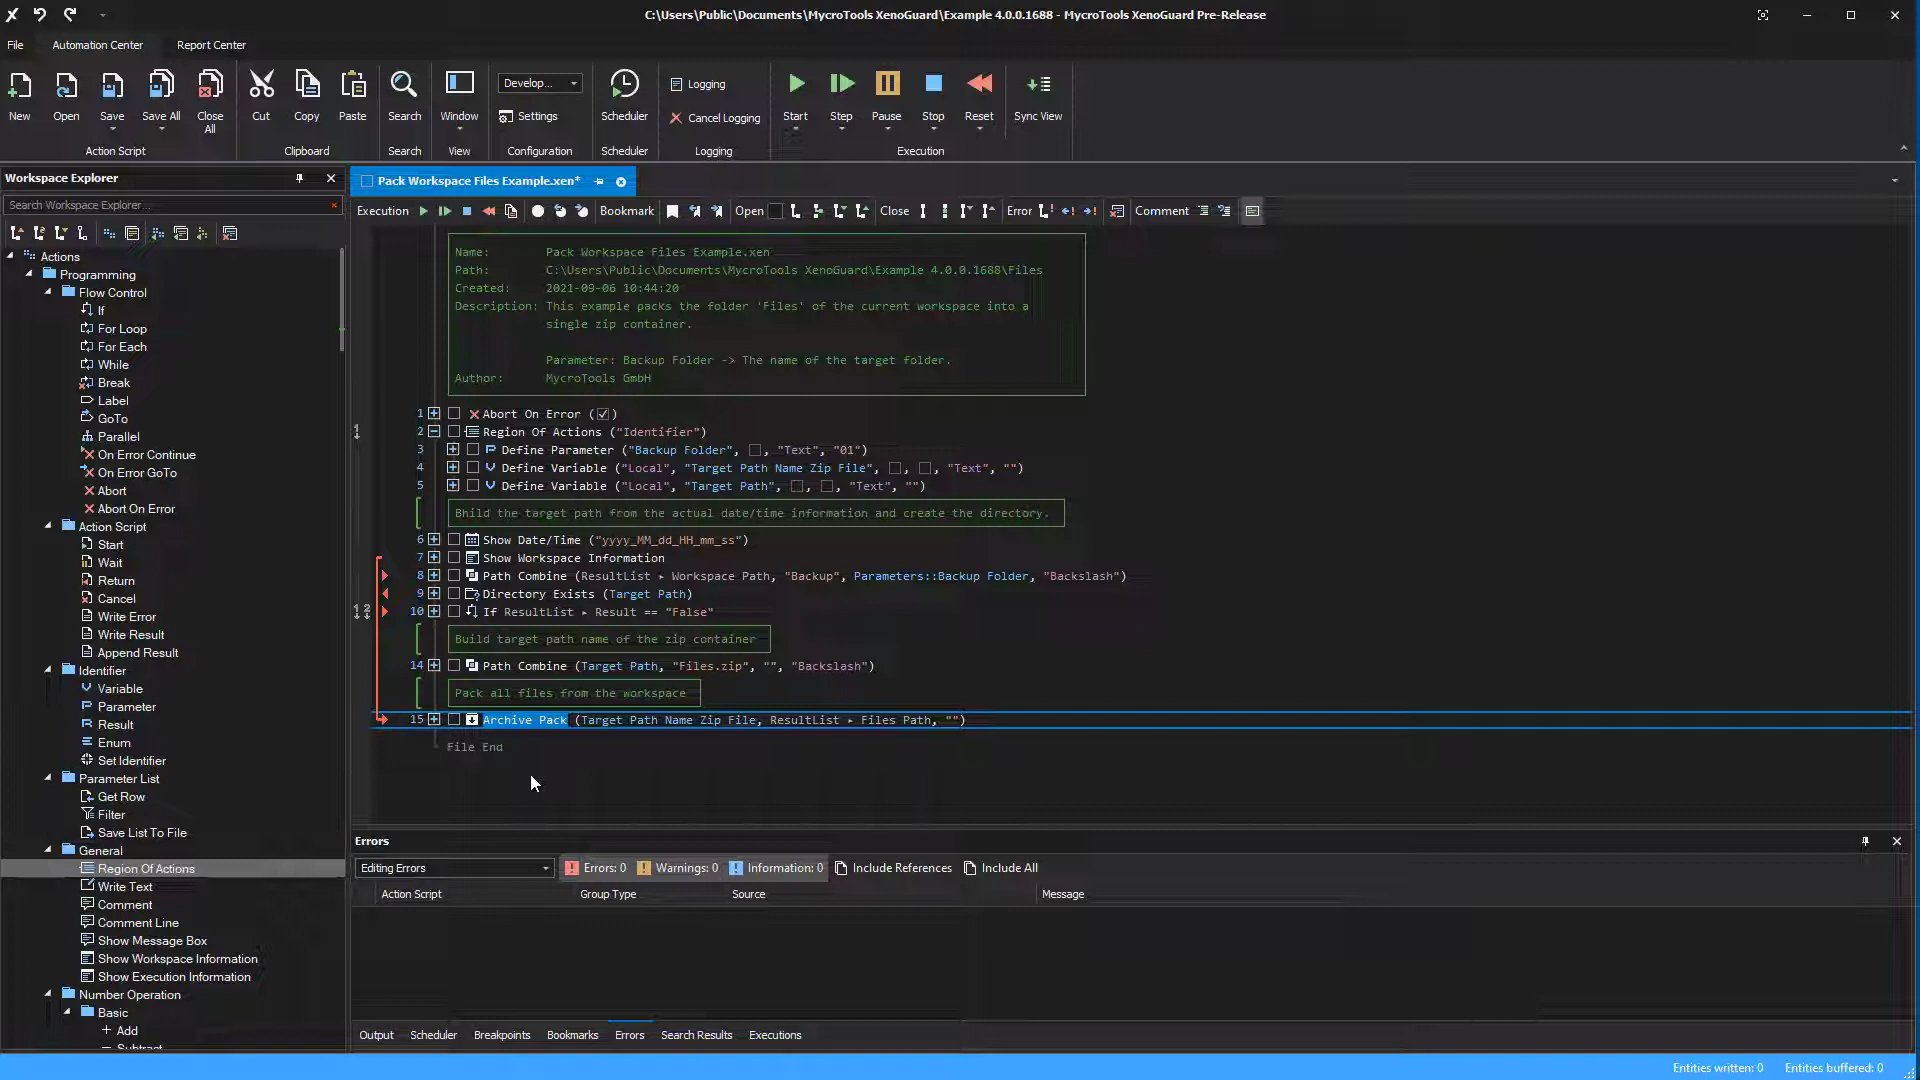 C:\Users\Public\Documents\MycroTools XenoGuard\Example 4.0.0.1688 - MycroTools XenoGuard Pre-Release
File Automation Center Report Center
New Open Save Save All Close All
Action Script
Cut Copy Paste
Clipboard
Search
Search
Window
View
Develop...
Settings
Configuration
Scheduler
Scheduler
Logging
Cancel Logging
Logging
Start Step Pause Stop Reset
Sync View
Execution
Workspace Explorer
Search Workspace Explorer...
Actions
Programming
Flow Control
If
For Loop
For Each
While
Break
Label
GoTo
Parallel
On Error Continue
On Error GoTo
Abort
Abort On Error
Action Script
Start
Wait
Return
Cancel
Write Error
Write Result
Append Result
Identifier
Variable
Parameter
Result
Enum
Set Identifier
Parameter List
Get Row
Filter
Save List To File
General
Region Of Actions
Write Text
Comment
Comment Line
Show Message Box
Show Workspace Information
Show Execution Information
Number Operation
Basic
Add
Subtract
Pack Workspace Files Example.xen*
Execution Bookmark Open Close Error Comment
Name: Pack Workspace Files Example.xen
Path: C:\Users\Public\Documents\MycroTools XenoGuard\Example 4.0.0.1688\Files
Created: 2021-09-06 10:44:20
Description: This example packs the folder 'Files' of the current workspace into a
single zip container.
Parameter: Backup Folder -> The name of the target folder.
Author: MycroTools GmbH
1 Abort On Error (☑)
2 Region Of Actions ("Identifier")
3 Define Parameter ("Backup Folder", ☐, "Text", "01")
4 Define Variable ("Local", "Target Path Name Zip File", ☐, ☐, "Text", "")
5 Define Variable ("Local", "Target Path", ☐, ☐, "Text", "")
Bhild the target path from the actual date/time information and create the directory.
6 Show Date/Time ("yyyy_MM_dd_HH_mm_ss")
7 Show Workspace Information
8 Path Combine (ResultList ▸ Workspace Path, "Backup", Parameters::Backup Folder, "Backslash")
9 Directory Exists (Target Path)
1 2 10 If ResultList ▸ Result == "False"
Build target path name of the zip container
14 Path Combine (Target Path, "Files.zip", "", "Backslash")
Pack all files from the workspace
15 Archive Pack (Target Path Name Zip File, ResultList ▸ Files Path, "")
File End
Errors
Editing Errors Errors: 0 Warnings: 0 Information: 0 Include References Include All
Action Script Group Type Source Message
Output Scheduler Breakpoints Bookmarks Errors Search Results Executions
Entities written: 0 Entities buffered: 0